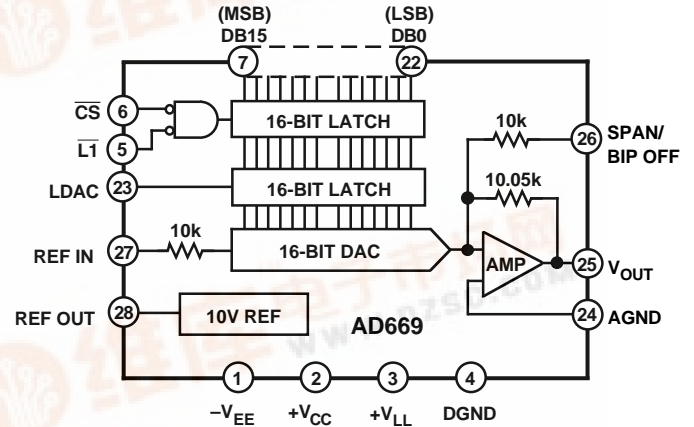 (MSB)
DB15
(LSB)
DB0
7
22
CS
6
L1
5
16-BIT LATCH
10k
26
SPAN/
BIP OFF
LDAC
23
16-BIT LATCH
10.05k
REF IN
27
10k
16-BIT DAC
AMP
25
VOUT
24
AGND
REF OUT
28
10V REF
AD669
1
2
3
4
–VEE
+VCC
+VLL
DGND